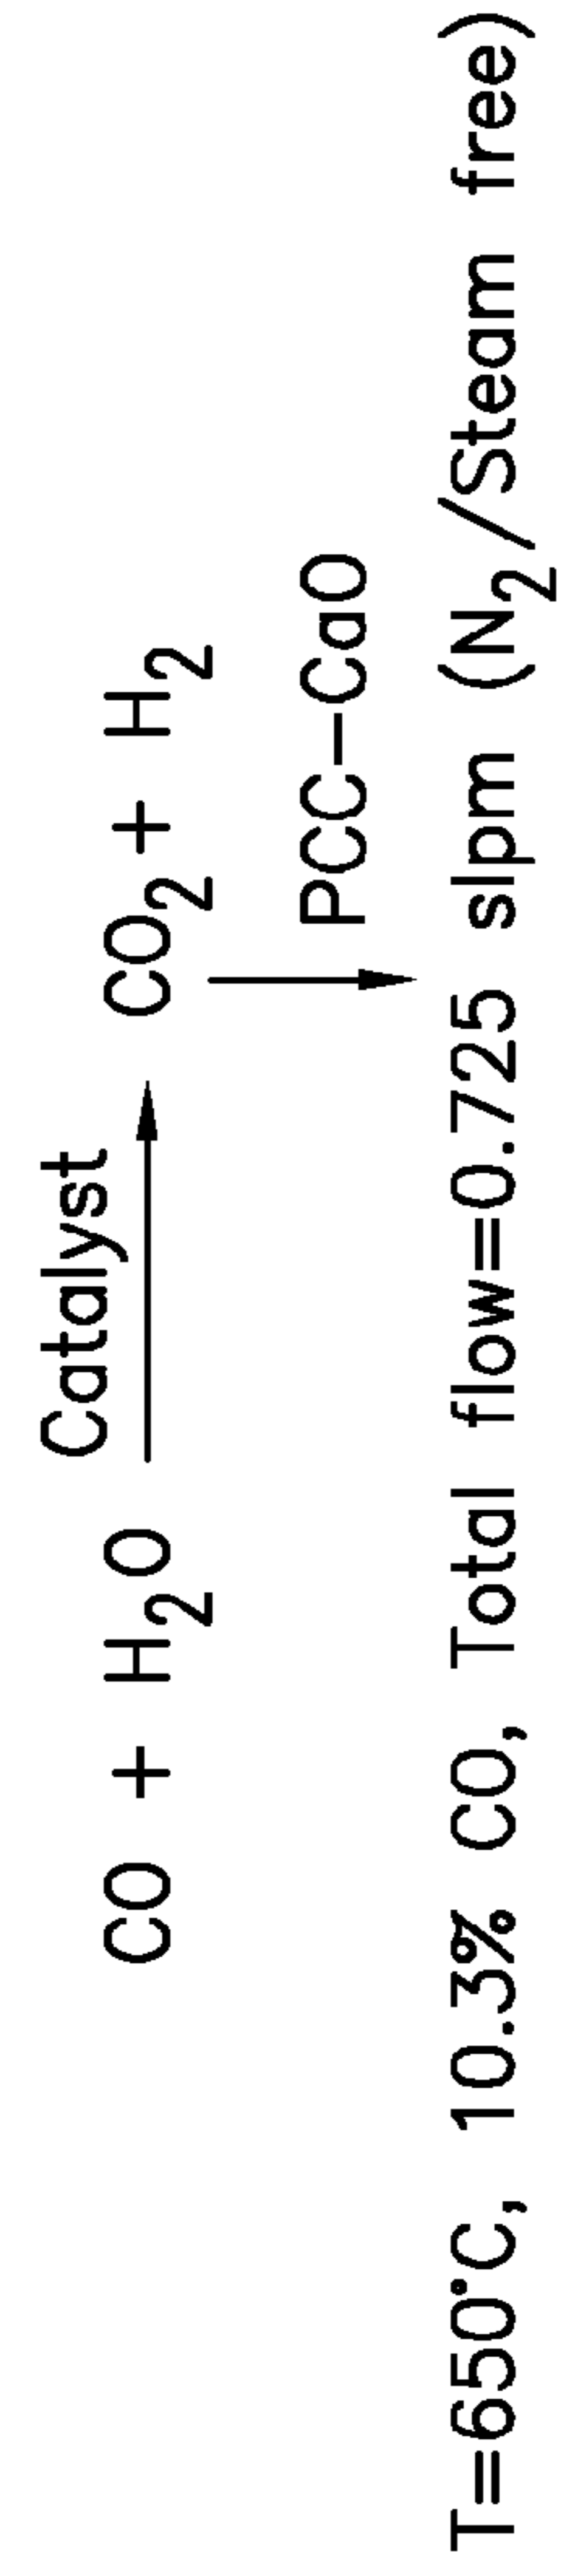 Catalyst
CO + H₂O → CO₂ + H₂
PCC-CaO
T=650°C, 10.3% CO, Total flow=0.725 slpm (N₂/Steam free)